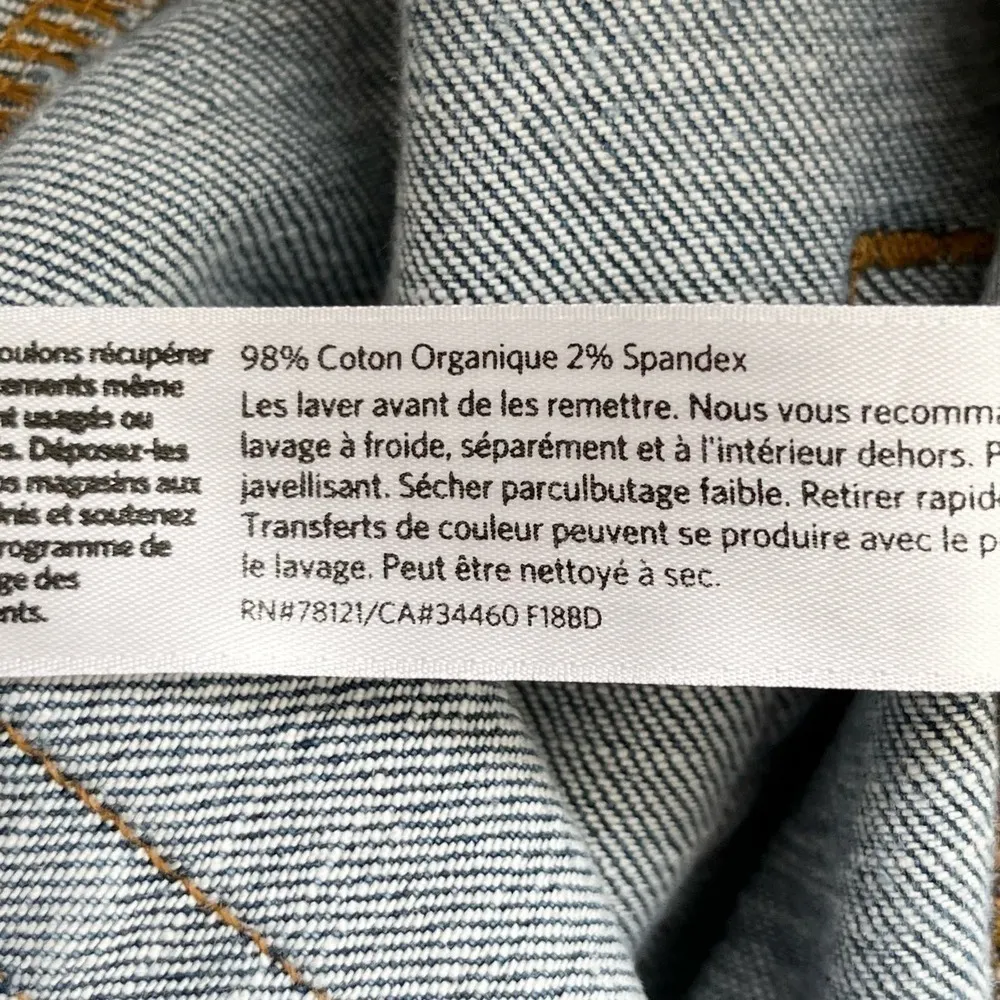 oulons récupérer
ements même
nt usagés ou
s. Déposez-les
os magasins aux
Unis et soutenez
rogramme de
ge des
ents.
98% Coton Organique 2% Spandex
Les laver avant de les remettre. Nous vous recomma
lavage à froide, séparément et à l'intérieur dehors. P
javellisant. Sécher parculbutage faible. Retirer rapid
Transferts de couleur peuvent se produire avec le p
le lavage. Peut être nettoyé à sec.
RN#78121/CA#34460 F18BD